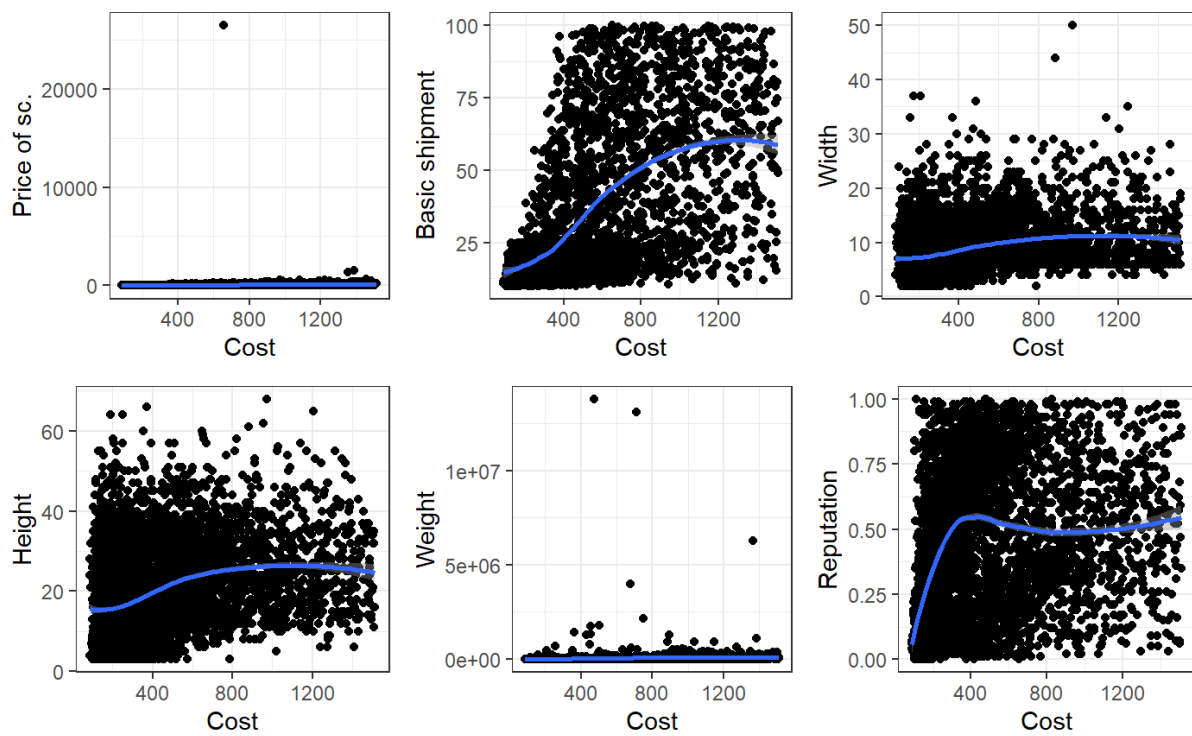 Price of sc.
20000
10000
0
400 800 1200
Cost
Basic shipment
100
75
50
25
400 800 1200
Cost
Width
50
40
30
20
10
0
400 800 1200
Cost
Height
60
40
20
0
400 800 1200
Cost
Weight
1e+07
5e+06
0e+00
400 800 1200
Cost
Reputation
1.00
0.75
0.50
0.25
0.00
400 800 1200
Cost